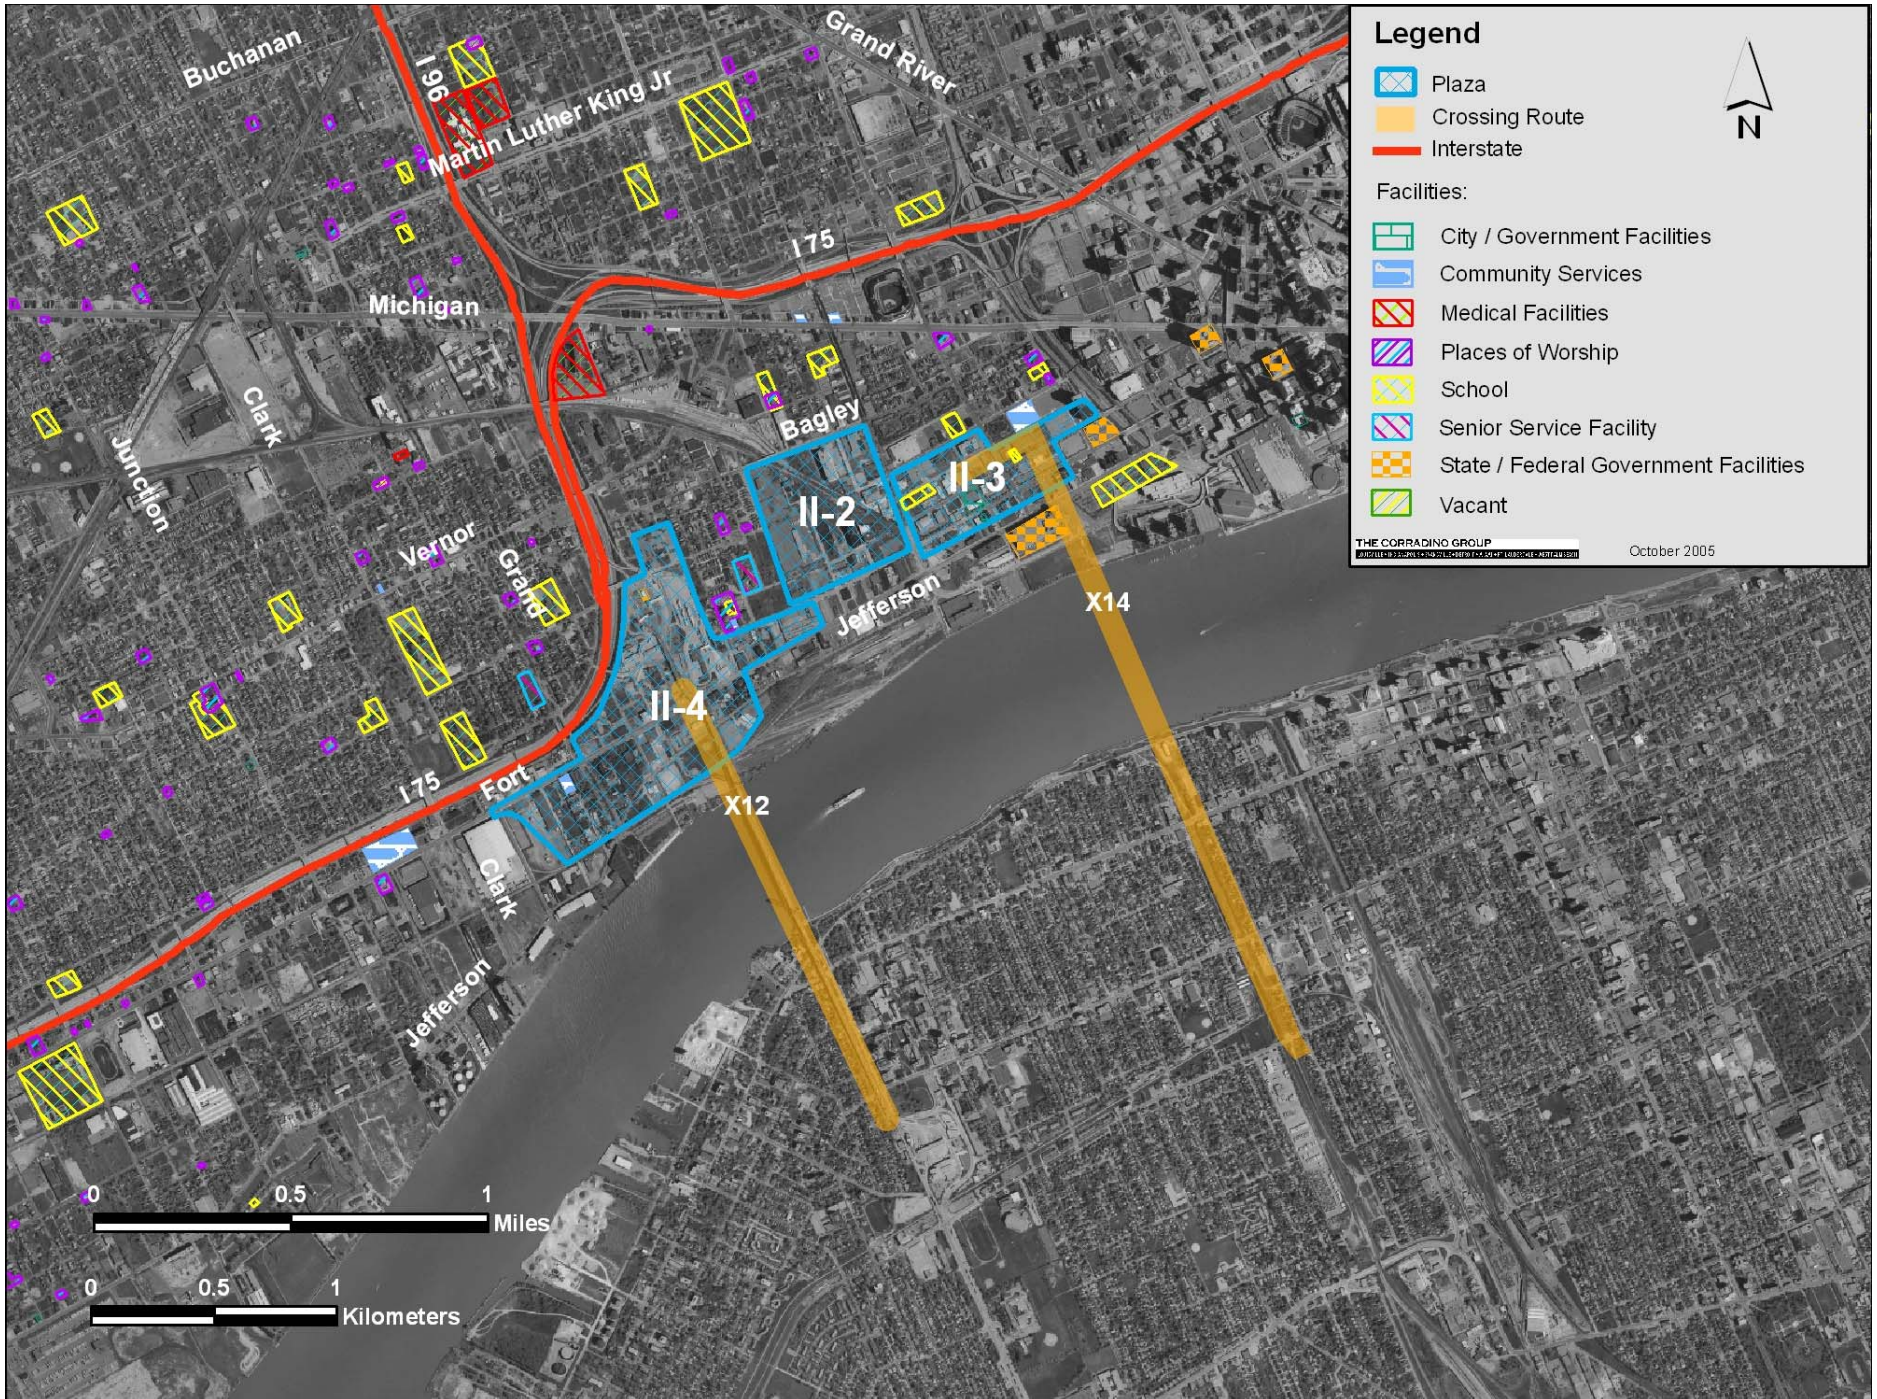 Legend
Plaza
Crossing Route
Interstate
Facilities:
City / Government Facilities
Community Services
Medical Facilities
Places of Worship
School
Senior Service Facility
State / Federal Government Facilities
Vacant
N
THE CORRADINO GROUP
October 2005
Buchanan
I 96
Grand River
Martin Luther King Jr
I 75
Michigan
Clark
Junction
Bagley
II-2
II-3
Vernor
Grand
Jefferson
X14
II-4
I 75
Fort
X12
Clark
Jefferson
0 0.5 1
Miles
0 0.5 1
Kilometers